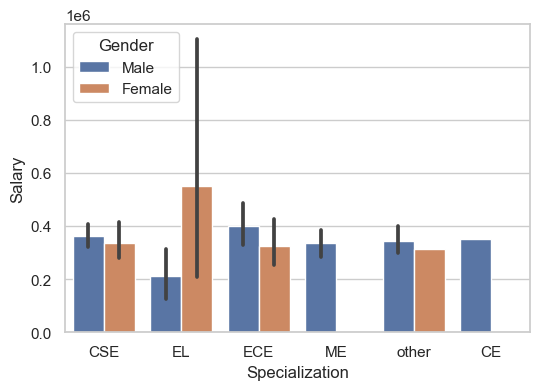 1e6
Gender
Male
Female
1.0
0.8
0.6
0.4
0.2
0.0
Salary
CSE EL ECE ME other CE
Specialization